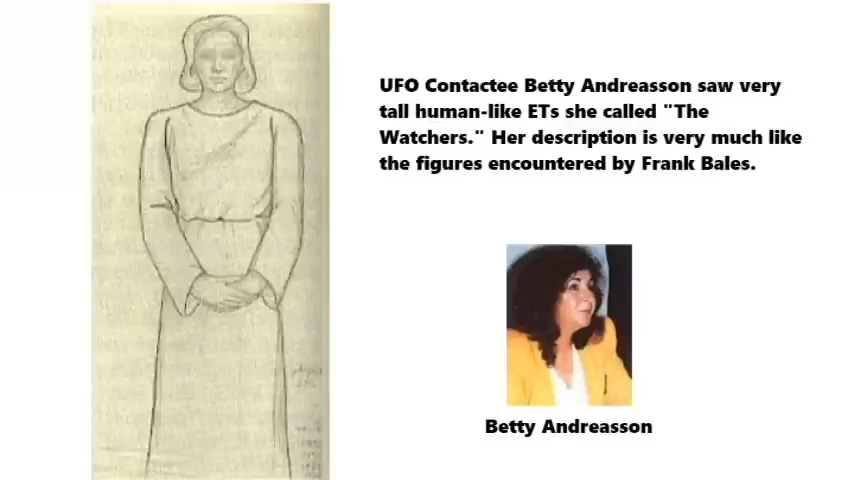 UFO Contactee Betty Andreasson saw very
tall human-like ETs she called "The
Watchers." Her description is very much like
the figures encountered by Frank Bales.
Betty Andreasson